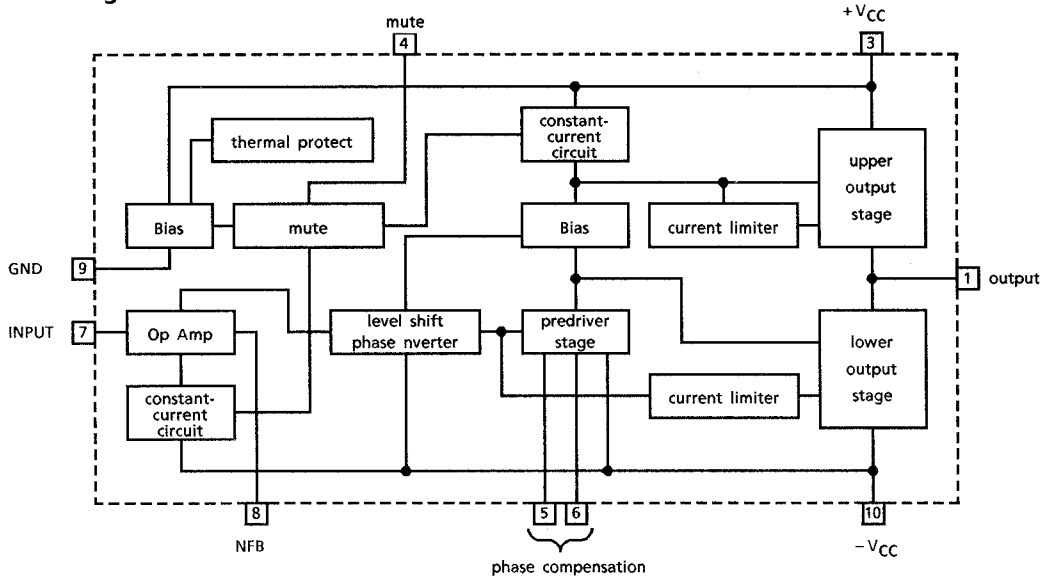 mute
4
+VCC
3
thermal protect
constant-
current
circuit
upper
output
stage
Bias
mute
Bias
current limiter
GND
9
1
output
INPUT
7
Op Amp
level shift
phase nverter
predriver
stage
lower
output
stage
constant-
current
circuit
current limiter
8
5
6
10
NFB
phase compensation
-VCC